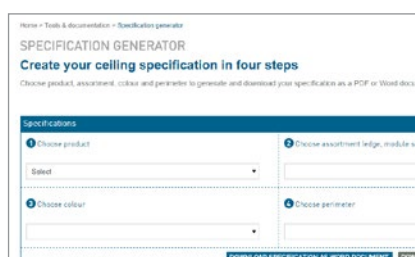 Home > Tools & documentation > Specification generator
SPECIFICATION GENERATOR
Create your ceiling specification in four steps
Choose product, assortment, colour and perimeter to generate and download your specification as a PDF or Word docu
Specifications
1 Choose product
2 Choose assortment ledge, module s
Select
3 Choose colour
4 Choose perimeter
DOWNLOAD SPECIFICATION AS WORD DOCUMENT